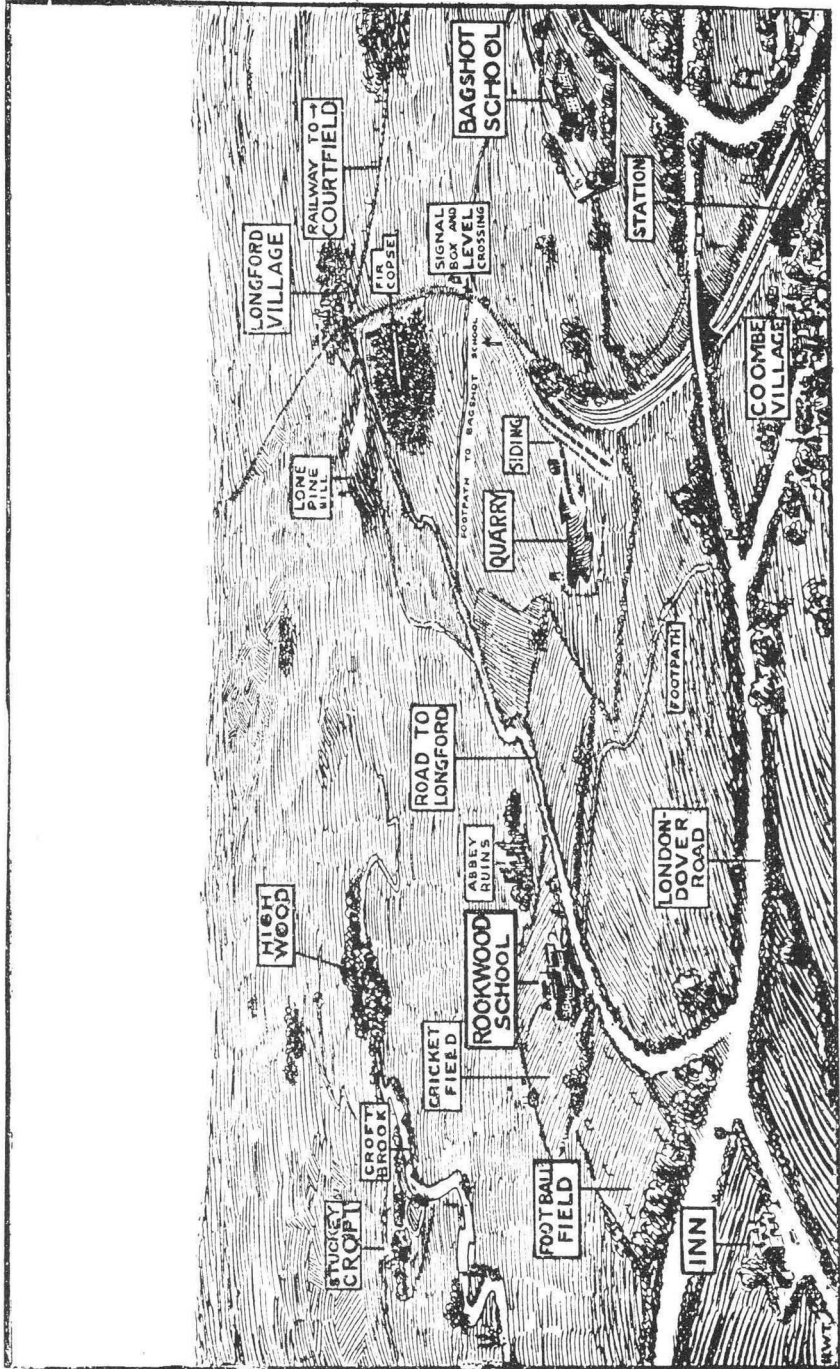 HIGH
WOOD
STUCKEY
CROFT
CROFT
BROOK
LONE
PINE
HILL
LONGFORD
VILLAGE
RAILWAY TO →
COURTFIELD
FIR
COPSE
CRICKET
FIELD
ROOKWOOD
SCHOOL
ABBEY
RUINS
ROAD TO
LONGFORD
FOOTPATH TO BAGSHOT SCHOOL
SIGNAL
BOX AND
LEVEL
CROSSING
BAGSHOT
SCHOOL
FOOTBALL
FIELD
QUARRY
SIDING
INN
LONDON-
DOVER
ROAD
FOOTPATH
COOMBE
VILLAGE
STATION